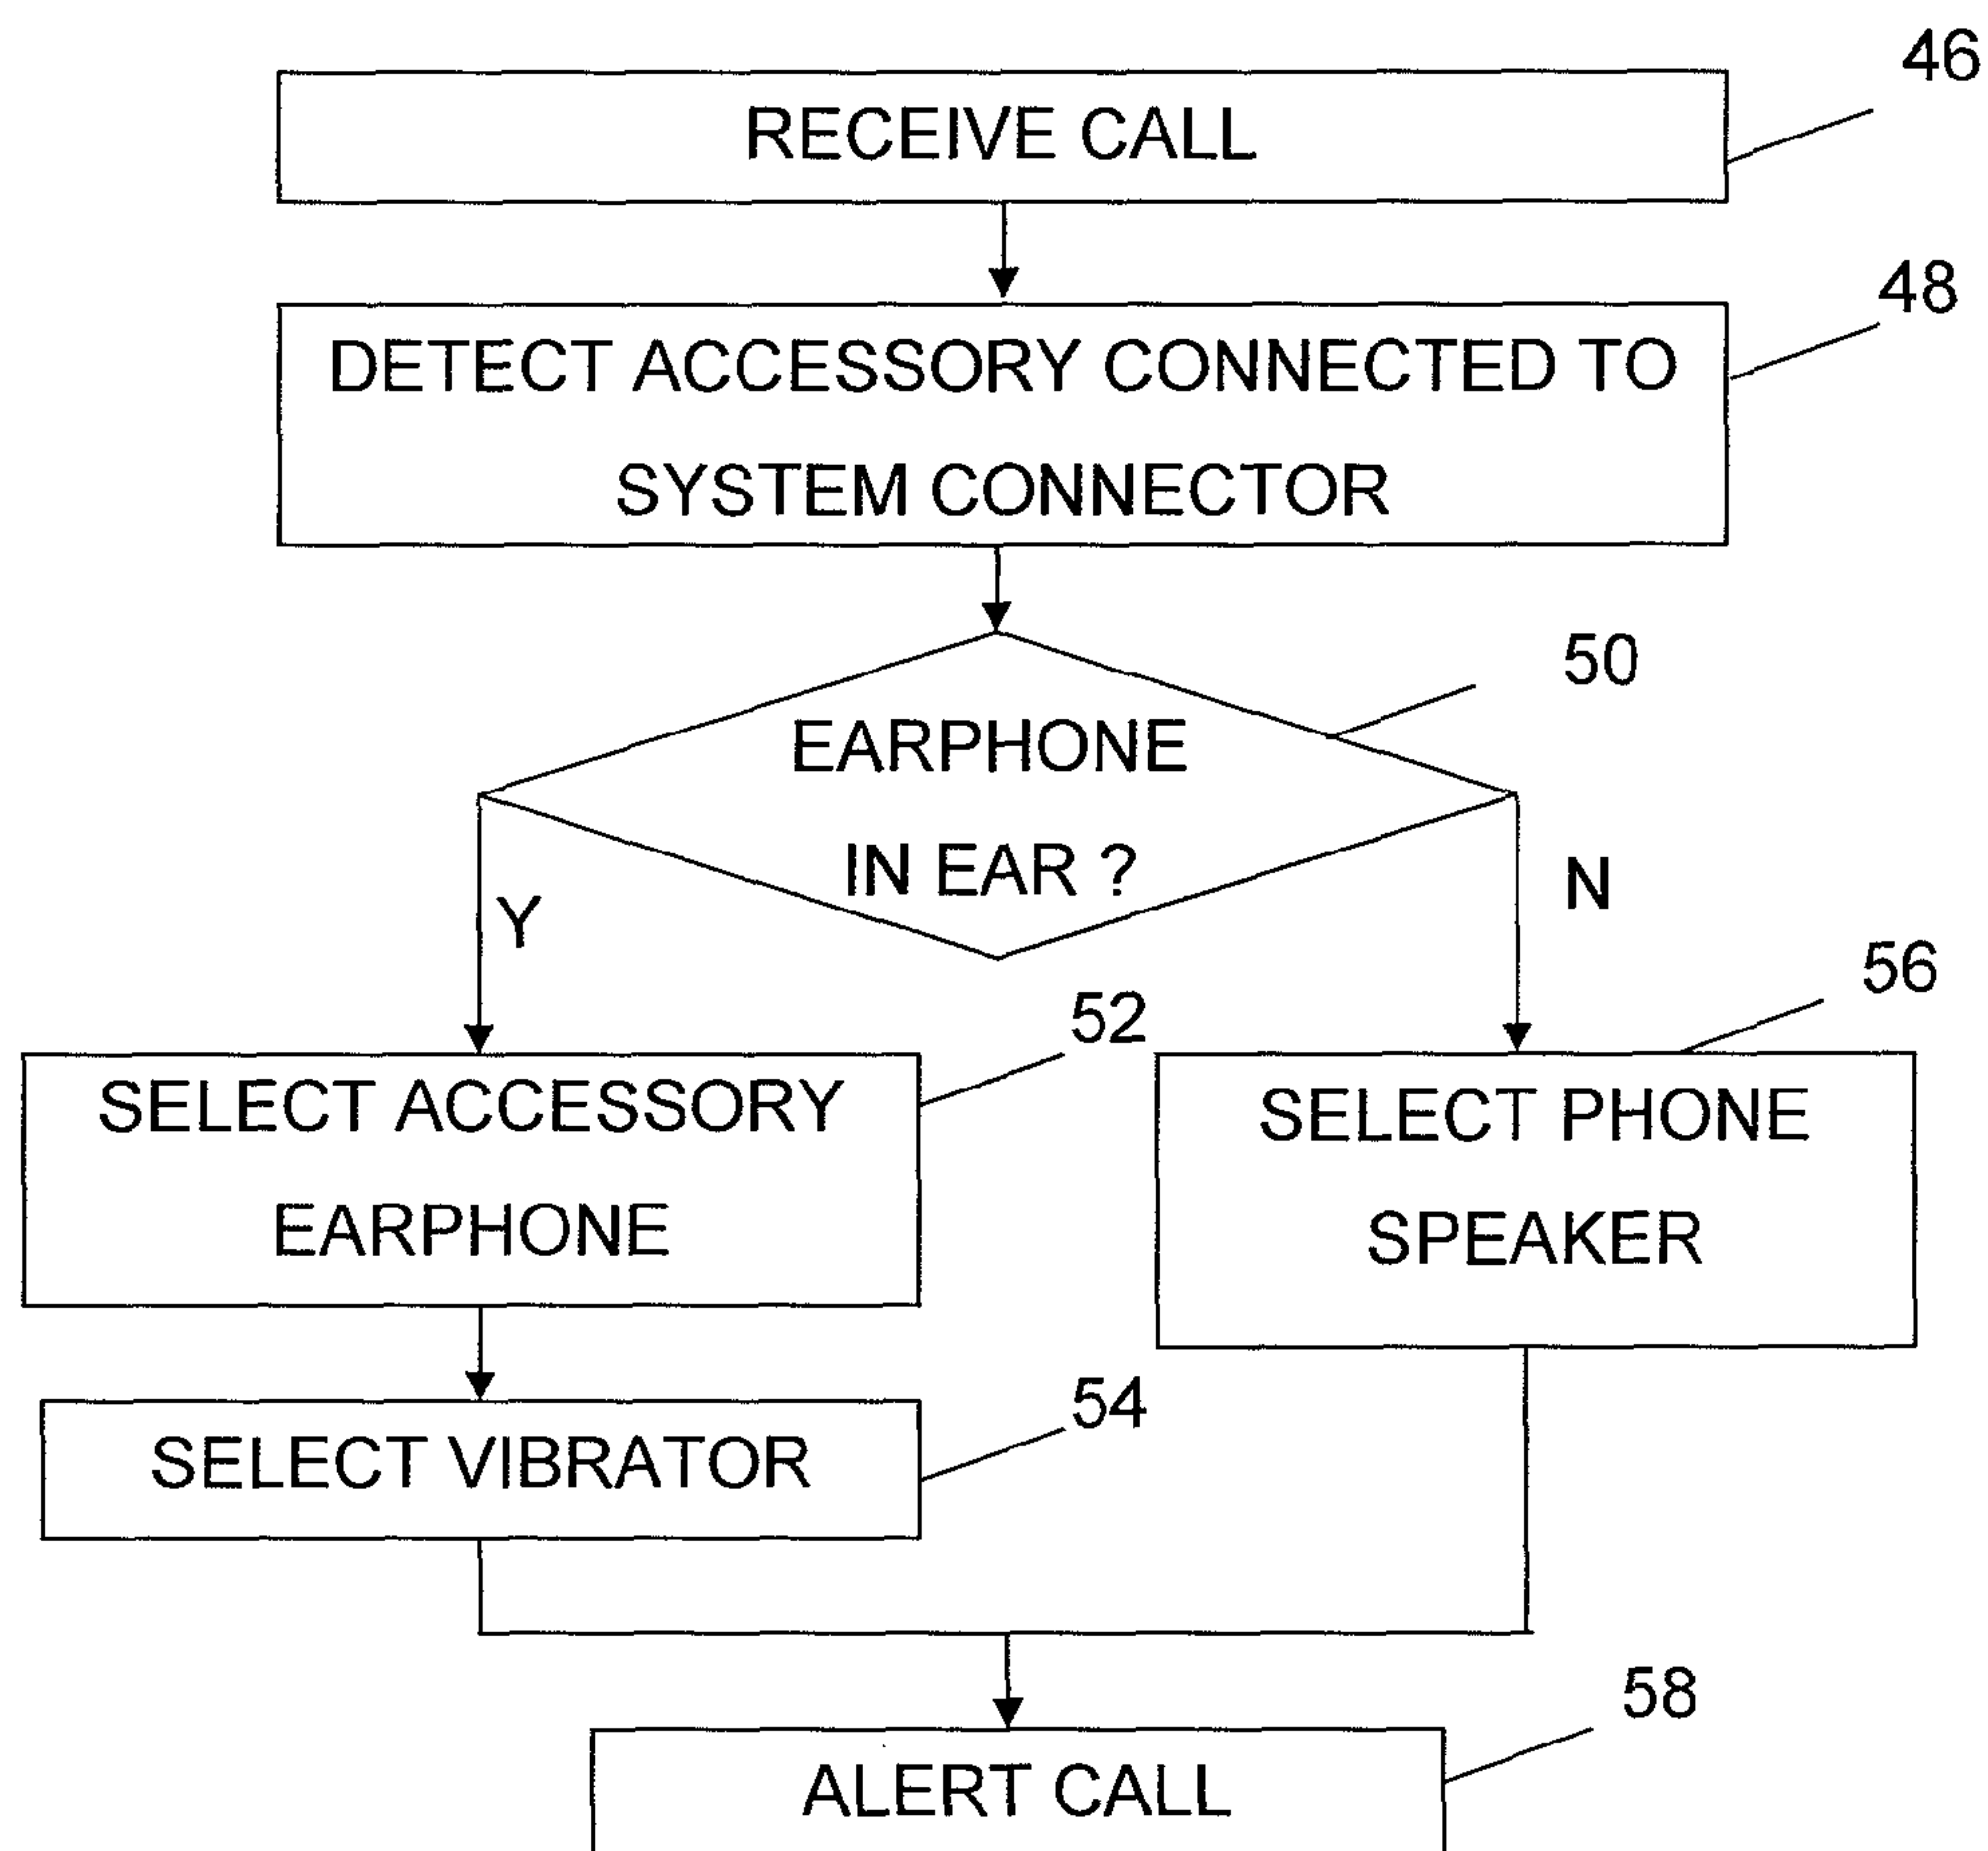 46
RECEIVE CALL
48
DETECT ACCESSORY CONNECTED TO
SYSTEM CONNECTOR
50
EARPHONE
IN EAR ?
Y
N
52
56
SELECT ACCESSORY
EARPHONE
SELECT PHONE
SPEAKER
54
SELECT VIBRATOR
58
ALERT CALL